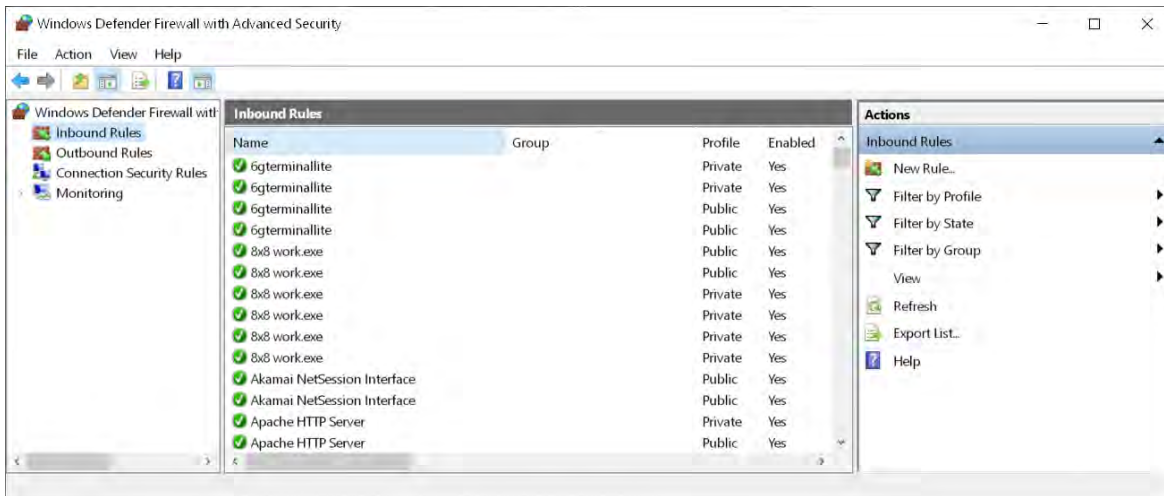 Windows Defender Firewall with Advanced Security
File Action View Help
Windows Defender Firewall with
Inbound Rules
Outbound Rules
Connection Security Rules
Monitoring
Inbound Rules
Name Group Profile Enabled
6gterminallite Private Yes
6gterminallite Private Yes
6gterminallite Public Yes
6gterminallite Public Yes
8x8 work.exe Public Yes
8x8 work.exe Public Yes
8x8 work.exe Private Yes
8x8 work.exe Private Yes
8x8 work.exe Private Yes
8x8 work.exe Private Yes
Akamai NetSession Interface Public Yes
Akamai NetSession Interface Public Yes
Apache HTTP Server Private Yes
Apache HTTP Server Public Yes
Actions
Inbound Rules
New Rule...
Filter by Profile
Filter by State
Filter by Group
View
Refresh
Export List...
Help